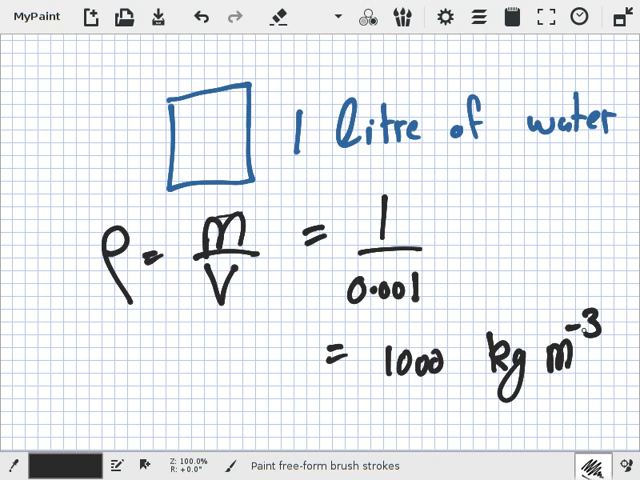 MyPaint
1 litre of water
ρ = m/V = 1/0.001
= 1000 kg m⁻³
Z: 100.0%
R: +0.0°
Paint free-form brush strokes